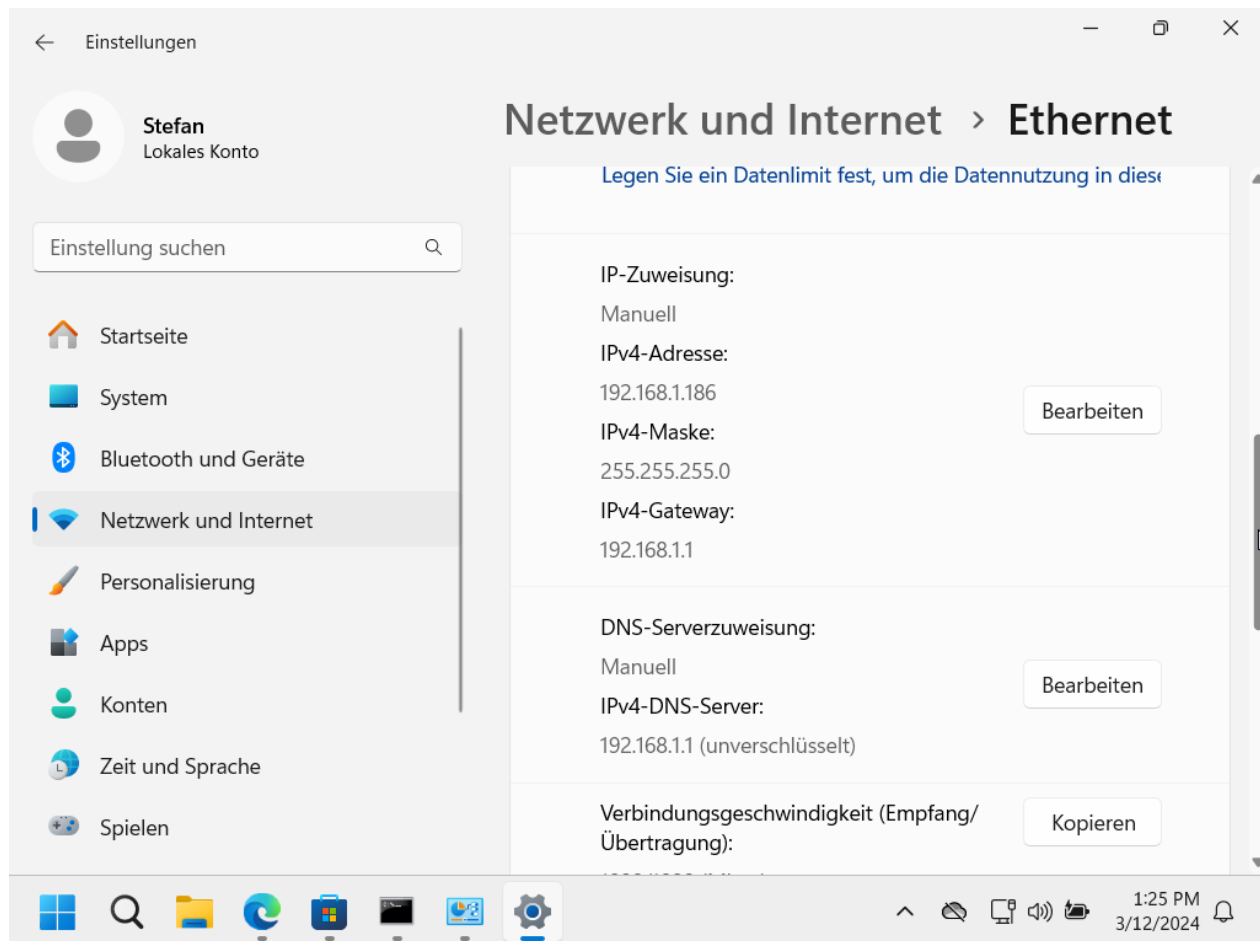 Einstellungen
Stefan
Lokales Konto
Einstellung suchen
Startseite
System
Bluetooth und Geräte
Netzwerk und Internet
Personalisierung
Apps
Konten
Zeit und Sprache
Spielen
Netzwerk und Internet › Ethernet
Legen Sie ein Datenlimit fest, um die Datennutzung in diese
IP-Zuweisung:
Manuell
IPv4-Adresse:
192.168.1.186
IPv4-Maske:
255.255.255.0
IPv4-Gateway:
192.168.1.1
Bearbeiten
DNS-Serverzuweisung:
Manuell
IPv4-DNS-Server:
192.168.1.1 (unverschlüsselt)
Bearbeiten
Verbindungsgeschwindigkeit (Empfang/
Übertragung):
Kopieren
1:25 PM
3/12/2024